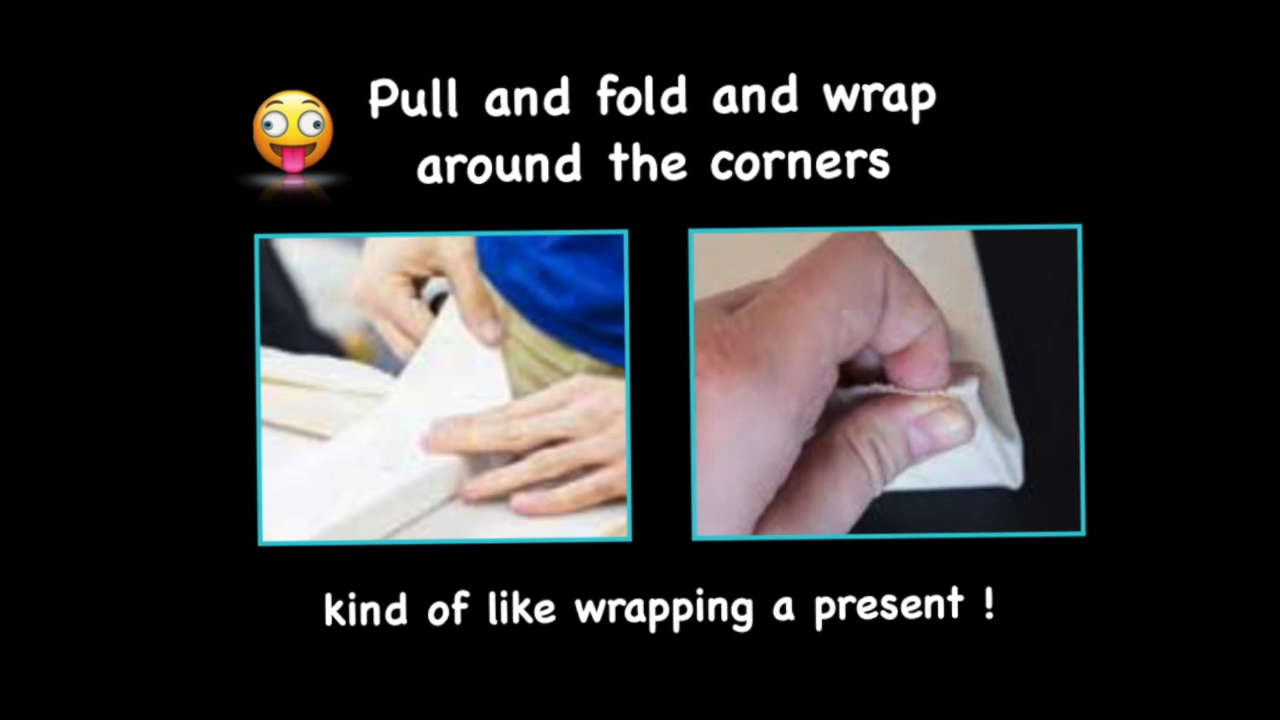 Pull and fold and wrap
around the corners
kind of like wrapping a present !